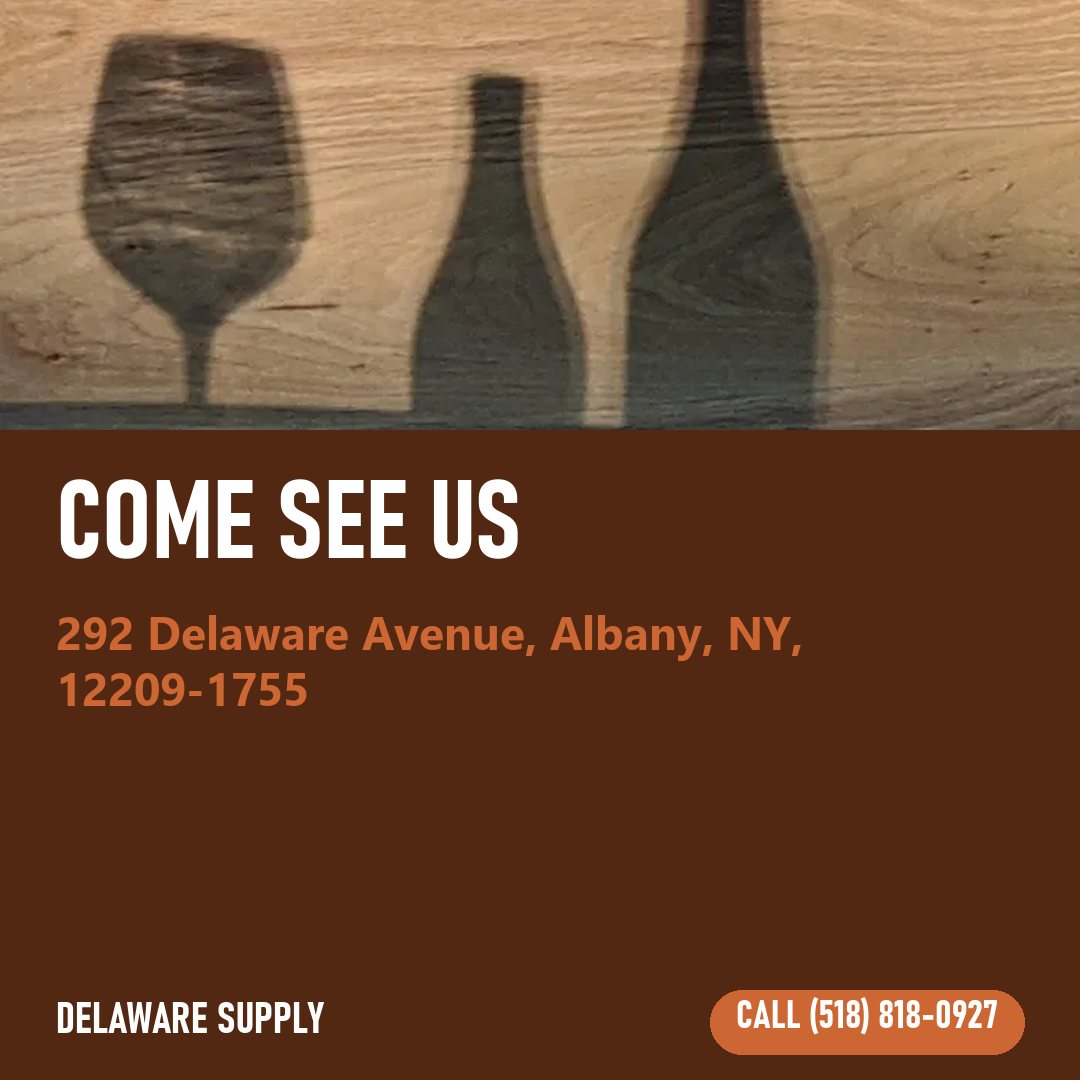 COME SEE US
292 Delaware Avenue, Albany, NY,
12209-1755
DELAWARE SUPPLY
CALL (518) 818-0927